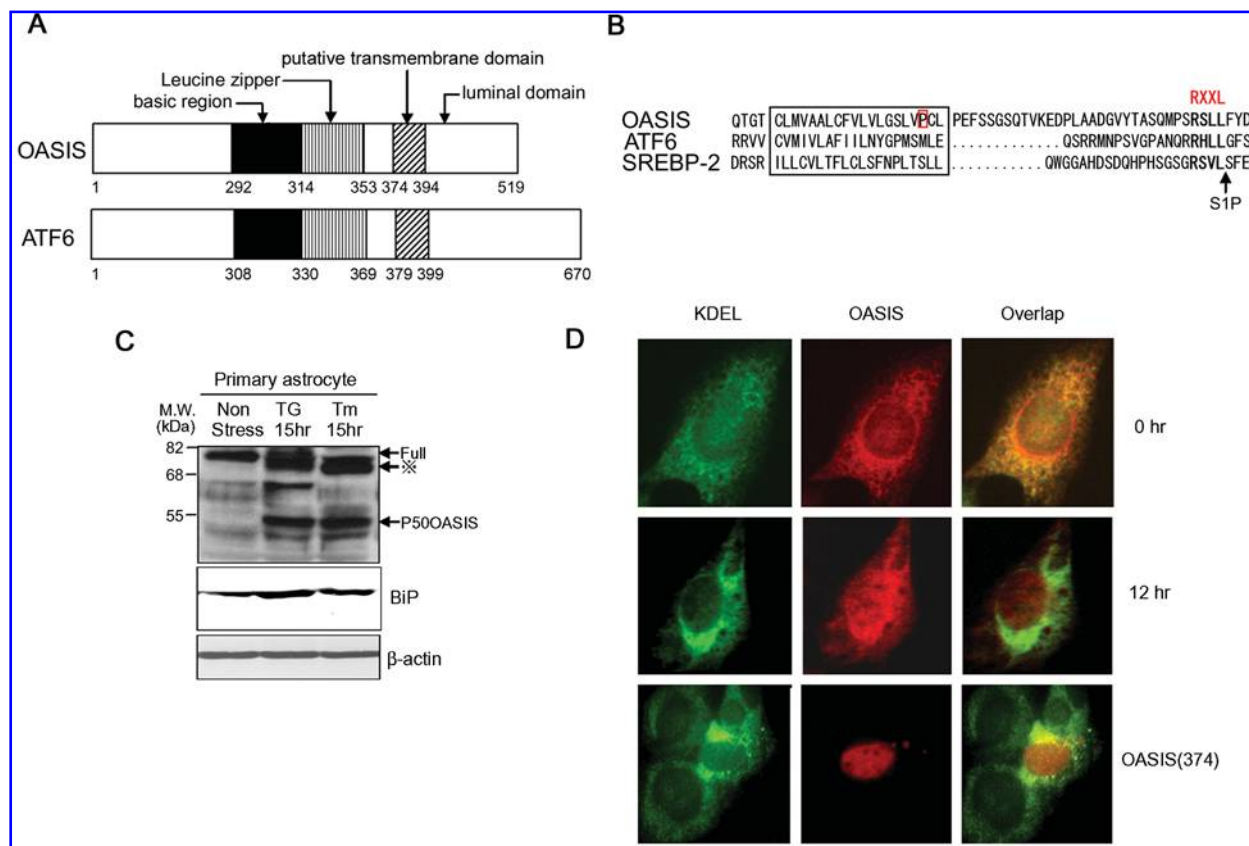 A
putative transmembrane domain
Leucine zipper
basic region
luminal domain
OASIS
1 292 314 353 374 394 519
ATF6
1 308 330 369 379 399 670
B
RXXL
OASIS QTGT CLMVAALCFVLVLGSLVPCL PEFSSGSQTVKEDPLAADGVYTASQMPSRSLLFYD
ATF6 RRVV CVMIVLAFIILNYGPMSMLE ............QSRRMNPSVGPANQRRHLLGFS
SREBP-2 DRSR ILLCVLTFLCLSFNPLTSLL ..........QWGGAHDSDQHPHSGSGRSVLSFE
S1P
C
Primary astrocyte
M.W. (kDa) Non Stress TG 15hr Tm 15hr
82 Full
68 ※
55 P50OASIS
BiP
β-actin
D
KDEL OASIS Overlap
0 hr
12 hr
OASIS(374)